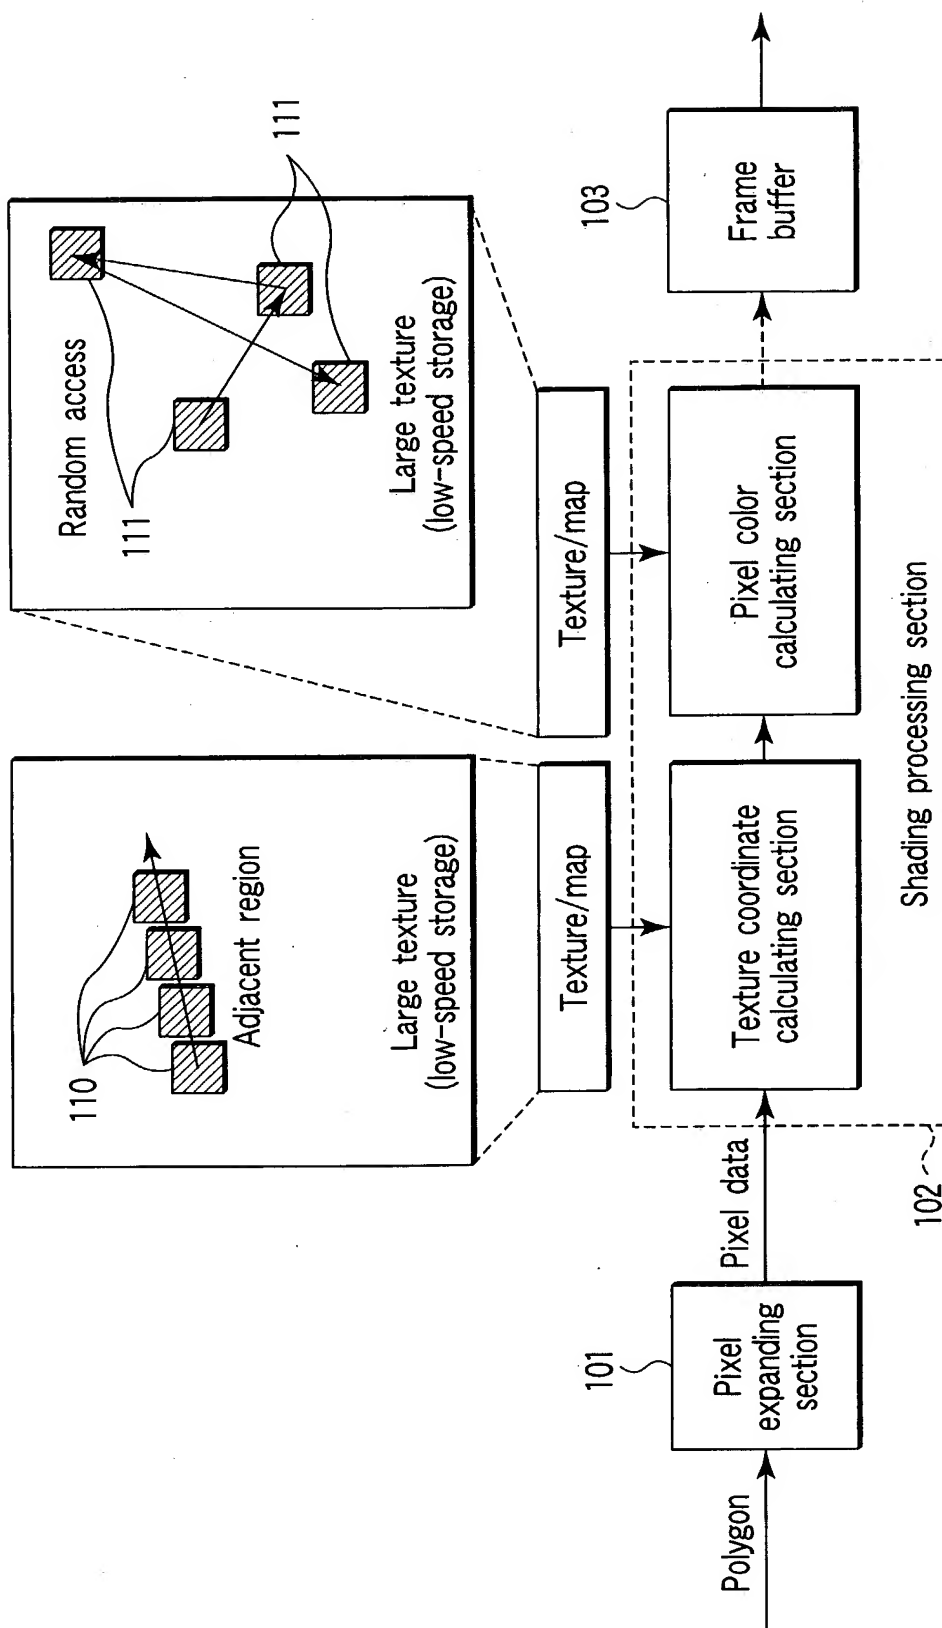 110
Adjacent region
Large texture
(low-speed storage)
Random access
111
111
Large texture
(low-speed storage)
Texture/map
Texture/map
Polygon
101
Pixel
expanding
section
Pixel data
Texture coordinate
calculating section
Pixel color
calculating section
103
Frame
buffer
102
Shading processing section